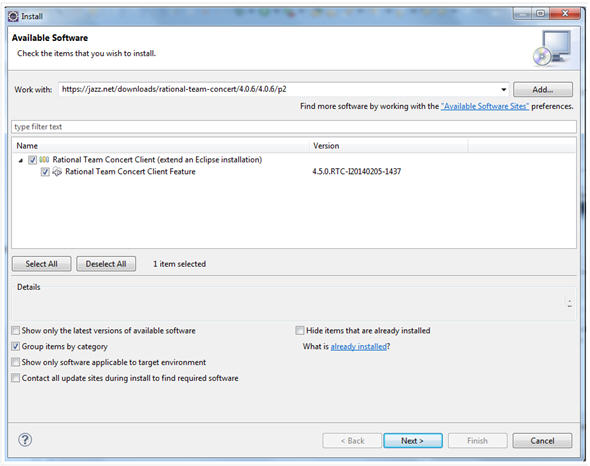 Install
Available Software
Check the items that you wish to install.
Work with: https://jazz.net/downloads/rational-team-concert/4.0.6/4.0.6/p2 Add...
Find more software by working with the "Available Software Sites" preferences.
type filter text
Name Version
Rational Team Concert Client (extend an Eclipse installation)
Rational Team Concert Client Feature 4.5.0.RTC-I20140205-1437
Select All Deselect All 1 item selected
Details
Show only the latest versions of available software Hide items that are already installed
Group items by category What is already installed?
Show only software applicable to target environment
Contact all update sites during install to find required software
? < Back Next > Finish Cancel